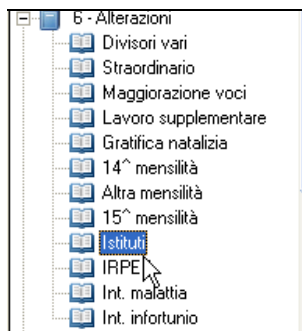 6 - Alterazioni
Divisori vari
Straordinario
Maggiorazione voci
Lavoro supplementare
Gratifica natalizia
14^ mensilità
Altra mensilità
15^ mensilità
Istituti
IRPE
Int. malattia
Int. infortunio